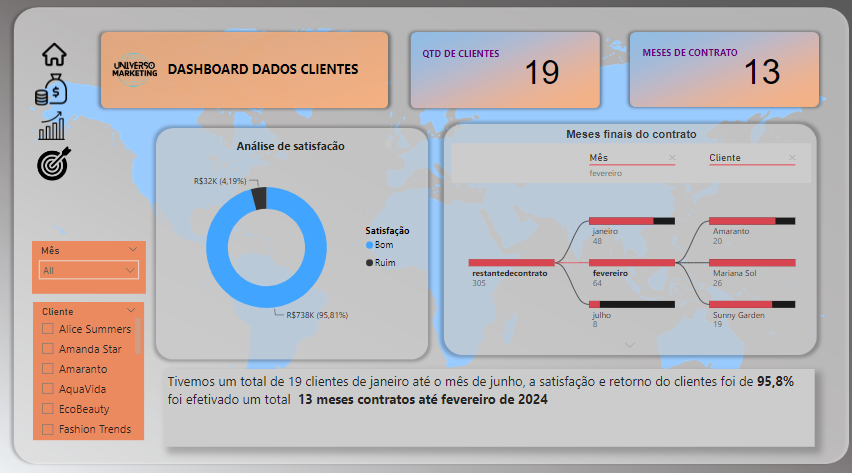 UNIVERSO
MARKETING
DASHBOARD DADOS CLIENTES
QTD DE CLIENTES
19
MESES DE CONTRATO
13
Análise de satisfacão
R$32K (4,19%)
R$738K (95,81%)
Satisfação
Bom
Ruim
Meses finais do contrato
Mês
fevereiro
Cliente
restantedecontrato
305
janeiro
48
fevereiro
64
julho
8
Amaranto
20
Mariana Sol
26
Sunny Garden
19
Mês
All
Cliente
Alice Summers
Amanda Star
Amaranto
AquaVida
EcoBeauty
Fashion Trends
Tivemos um total de 19 clientes de janeiro até o mês de junho, a satisfação e retorno do clientes foi de 95,8%
foi efetivado um total 13 meses contratos até fevereiro de 2024